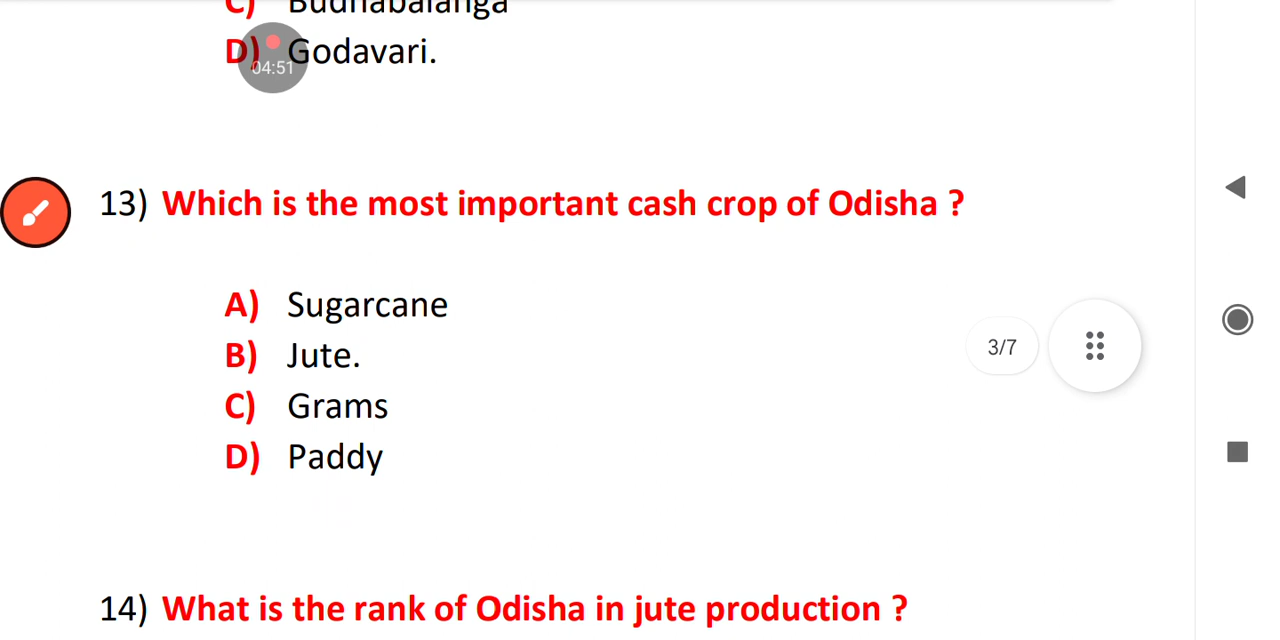 C) Budhabalanga
D) Godavari.
04:51
13) Which is the most important cash crop of Odisha ?
A) Sugarcane
B) Jute.
3/7
C) Grams
D) Paddy
14) What is the rank of Odisha in jute production ?